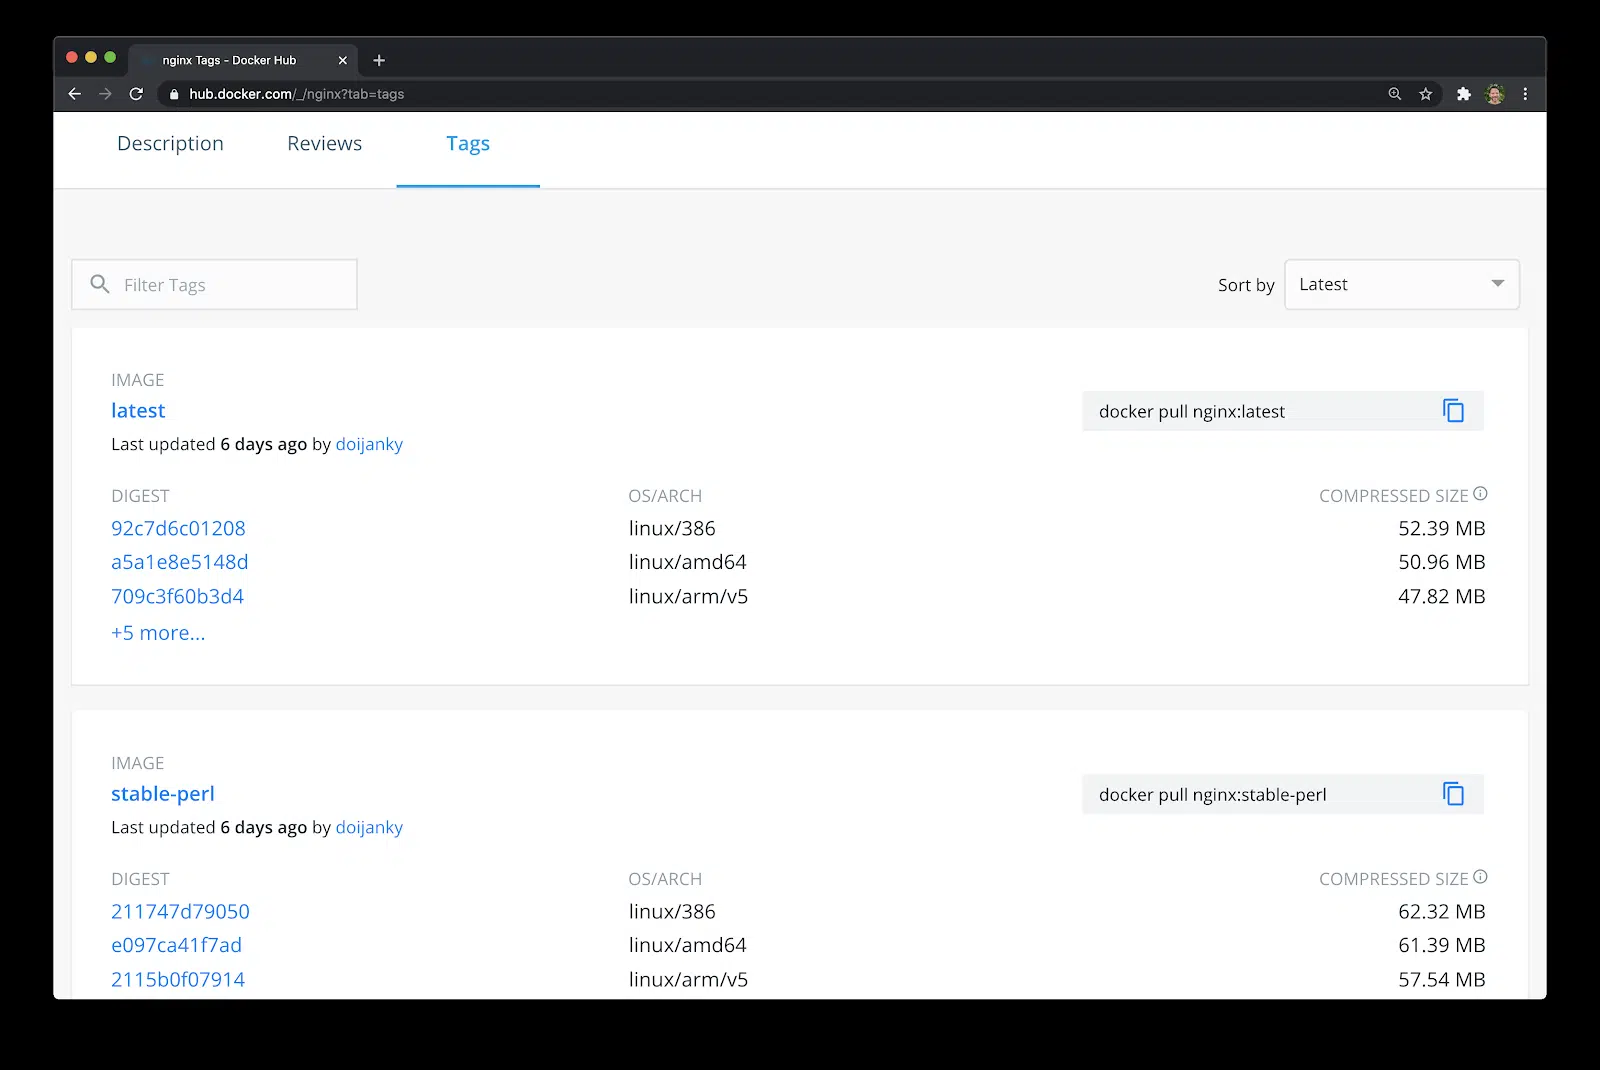 nginx Tags - Docker Hub
hub.docker.com/_/nginx?tab=tags
Description Reviews Tags
Filter Tags
Sort by Latest
IMAGE
latest
docker pull nginx:latest
Last updated 6 days ago by doijanky
DIGEST OS/ARCH COMPRESSED SIZE
92c7d6c01208 linux/386 52.39 MB
a5a1e8e5148d linux/amd64 50.96 MB
709c3f60b3d4 linux/arm/v5 47.82 MB
+5 more...
IMAGE
stable-perl
docker pull nginx:stable-perl
Last updated 6 days ago by doijanky
DIGEST OS/ARCH COMPRESSED SIZE
211747d79050 linux/386 62.32 MB
e097ca41f7ad linux/amd64 61.39 MB
2115b0f07914 linux/arm/v5 57.54 MB